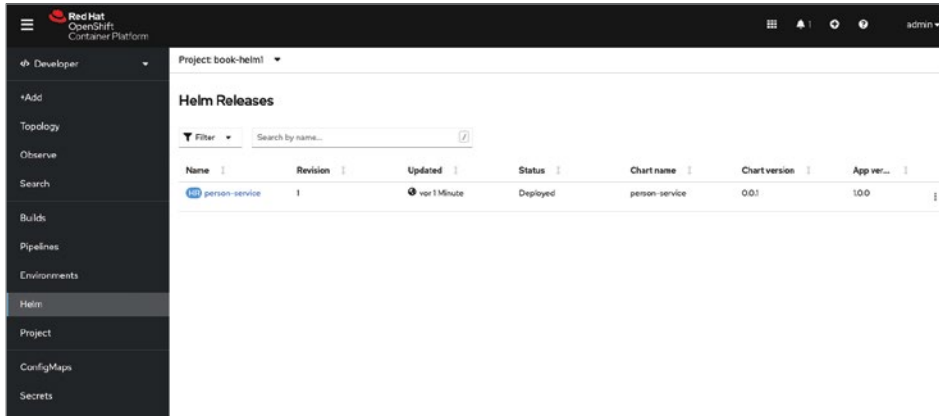 Red Hat
OpenShift
Container Platform
1
admin
</> Developer
Project: book-helm1
+Add
Topology
Observe
Search
Builds
Pipelines
Environments
Helm
Project
ConfigMaps
Secrets
Helm Releases
Filter
Search by name...
/
Name Revision Updated Status Chart name Chart version App ver...
HR person-service 1 vor 1 Minute Deployed person-service 0.0.1 1.0.0